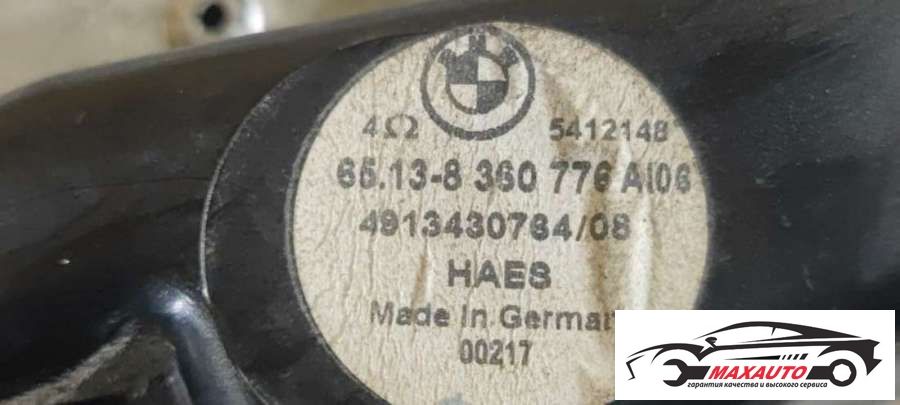 4Ω 5412148
65.13-8 360 776 AI06
4913430764/08
HAES
Made In German
00217
MAXAUTO
гарантия качества и высокого сервиса